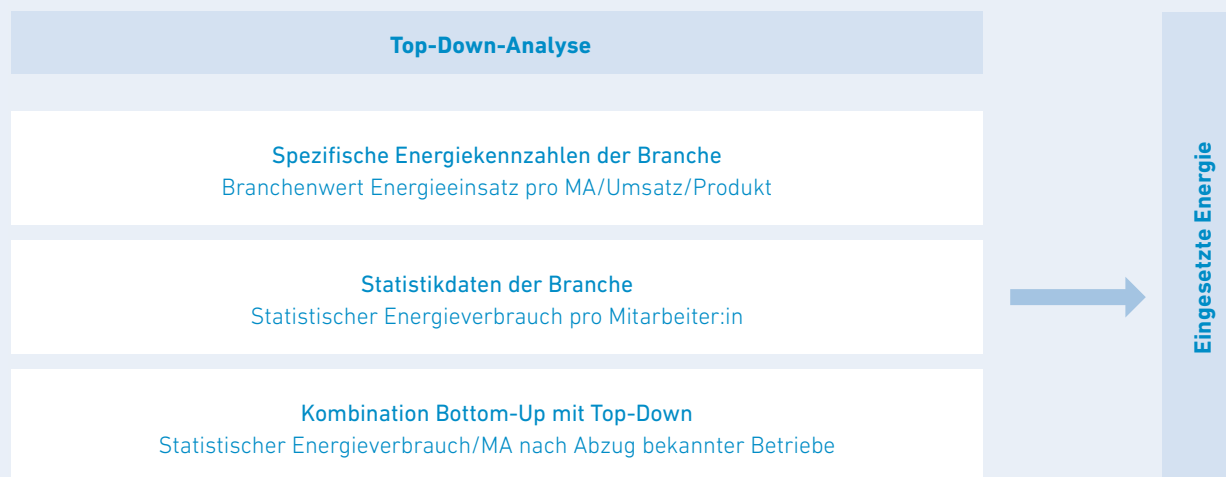 Top-Down-Analyse
Spezifische Energiekennzahlen der Branche
Branchenwert Energieeinsatz pro MA/Umsatz/Produkt
Statistikdaten der Branche
Statistischer Energieverbrauch pro Mitarbeiter:in
Kombination Bottom-Up mit Top-Down
Statistischer Energieverbrauch/MA nach Abzug bekannter Betriebe
Eingesetzte Energie